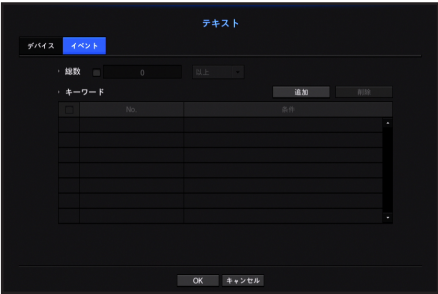 テキスト
デバイス イベント
・ 総数 0 以上
・ キーワード 追加 削除
No. 条件
OK キャンセル